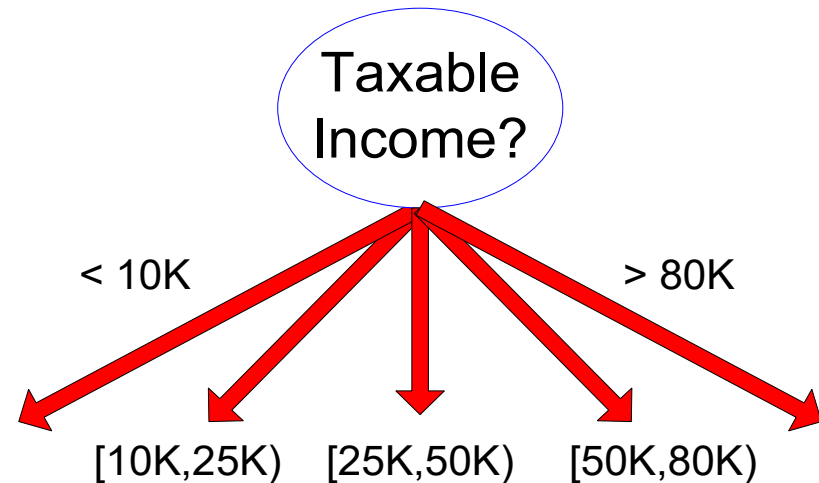 Taxable
Income?
< 10K
> 80K
[10K,25K)
[25K,50K)
[50K,80K)